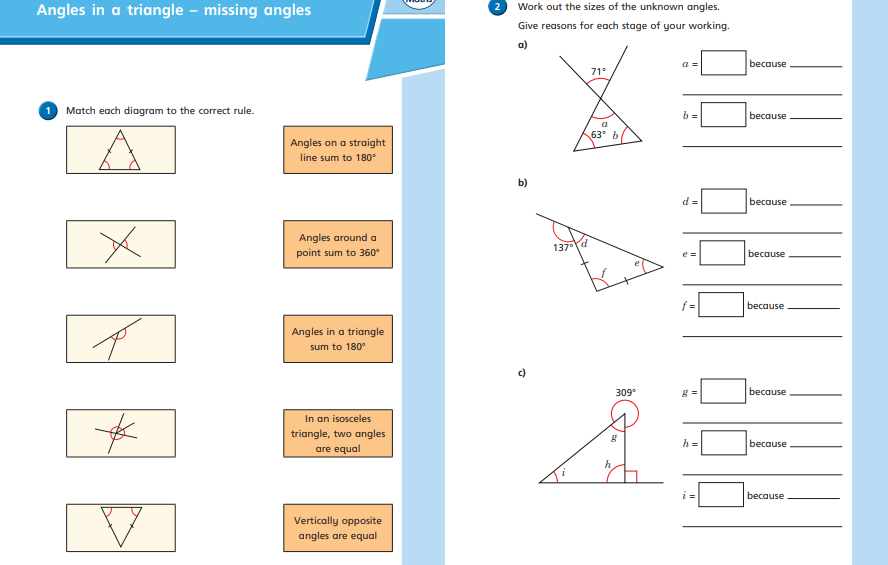 Angles in a triangle – missing angles
Maths
1 Match each diagram to the correct rule.
Angles on a straight
line sum to 180°
Angles around a
point sum to 360°
Angles in a triangle
sum to 180°
In an isosceles
triangle, two angles
are equal
Vertically opposite
angles are equal
2 Work out the sizes of the unknown angles.
Give reasons for each stage of your working.
a)
71°
a
63° b
a = because
b = because
b)
137° d
e
f
d = because
e = because
f = because
c)
309°
g
h
i
g = because
h = because
i = because